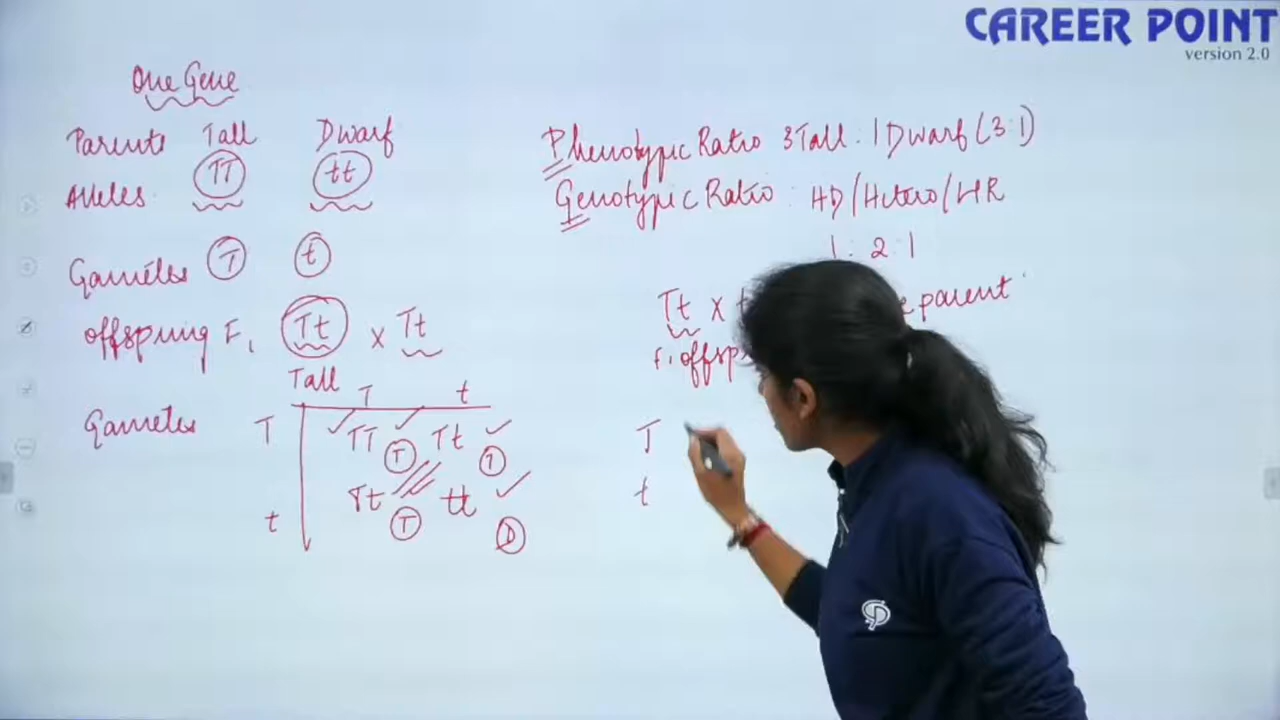 CAREER POINT
version 2.0
One Gene
Parents Tall Dwarf
Alleles TT tt
Gametes T t
offspring F1 Tt x Tt
Tall
T t
Gametes T TT T Tt T
t Tt T tt D
Phenotypic Ratio 3 Tall : 1 Dwarf (3:1)
Genotypic Ratio : HD/Hetero/HR
1 : 2 : 1
Tt x parent
F1
T
t